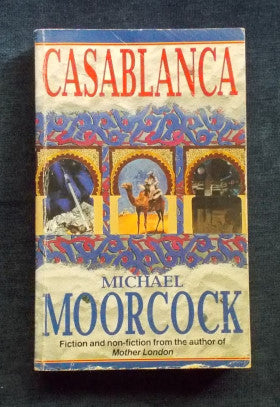 CASABLANCA
MICHAEL
MOORCOCK
Fiction and non-fiction from the author of
Mother London